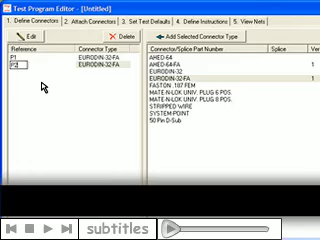 Test Program Editor - [Untitled]
1. Define Connectors 2. Attach Connectors 3. Set Test Defaults 4. Define Instructions 5. View Nets
Edit Delete Add Selected Connector Type
Reference Connector Type Connector/Splice Part Number Splice Ver
P1 EURODIN-32-FA
P2 EURODIN-32-FA
AHED-64
AHED-64-FA 1
EURODIN-32
EURODIN-32-FA 1
FASTON .187 FEM
MATE-N-LOK UNIV. PLUG 6 POS.
MATE-N-LOK UNIV. PLUG 8 POS.
STRIPPED WIRE
SYSTEM POINT
50 Pin D-Sub
subtitles